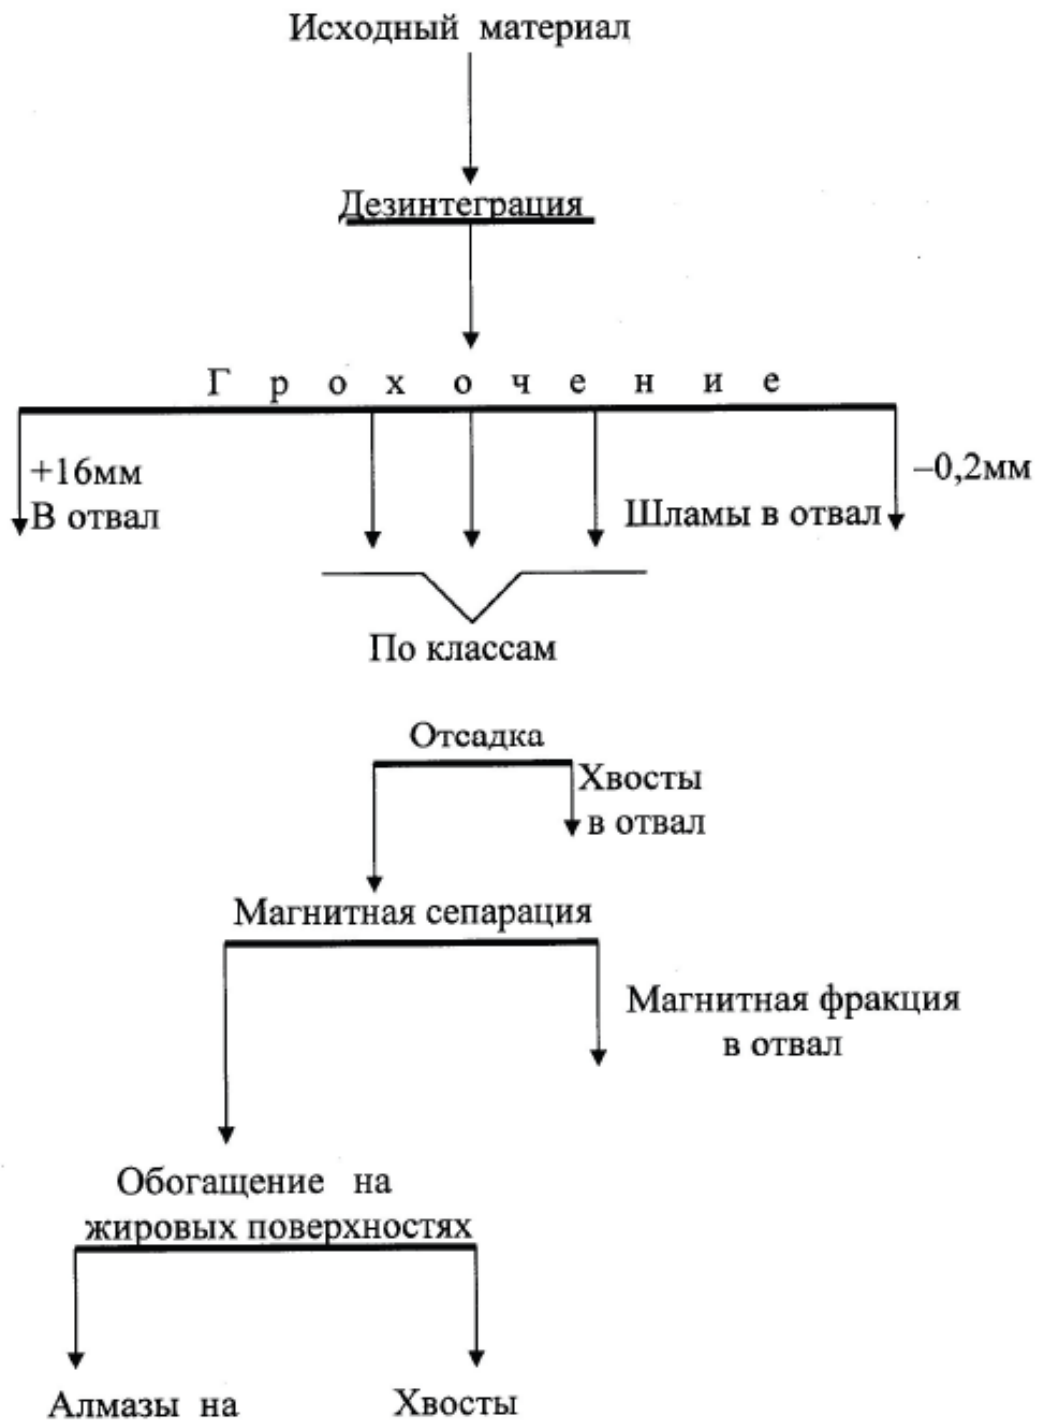 Исходный материал
Дезинтеграция
Грохочение
+16мм
В отвал
–0,2мм
Шламы в отвал
По классам
Отсадка
Хвосты
в отвал
Магнитная сепарация
Магнитная фракция
в отвал
Обогащение на
жировых поверхностях
Алмазы на
Хвосты